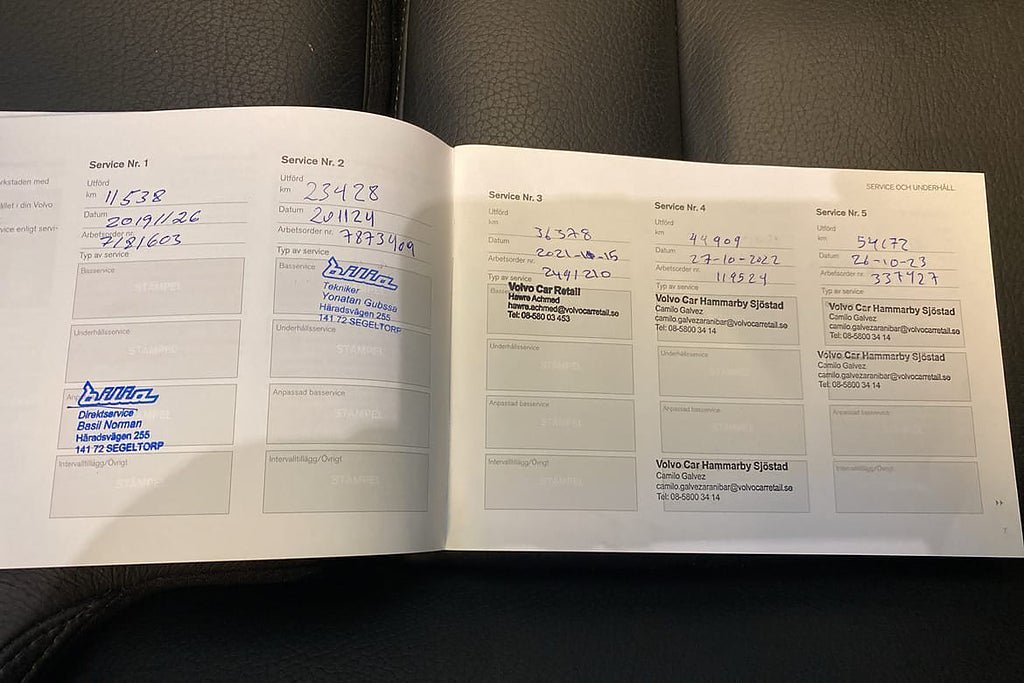 rkstaden med
ället i din Volvo
vice enligt servi-
Service Nr. 1
Utförd
km 11538
Datum 20191126
Arbetsorder nr.
Typ av service
Basservice
STÄMPEL
Underhållsservice
STÄMPEL
bilia
Direktservice
Basil Norman
Häradsvägen 255
141 72 SEGELTORP
Intervalltillägg/Övrigt
STÄMPEL
Service Nr. 2
Utförd
km 23428
Datum 201124
Arbetsorder nr. 7873409
Typ av service
Basservice
bilia
Tekniker
Yonatan Gubssa
Häradsvägen 255
141 72 SEGELTORP
Underhållsservice
STÄMPEL
Anpassad basservice
STÄMPEL
Intervalltillägg/Övrigt
STÄMPEL
SERVICE OCH UNDERHÅLL
Service Nr. 3
Utförd
km 36378
Datum 2021-10-15
Arbetsorder nr. 2491210
Typ av service
Volvo Car Retail
Hawre Achmed
hawre.achmed@volvocarretail.se
Tel: 08-580 03 453
Underhållsservice
STÄMPEL
Anpassad basservice
STÄMPEL
Intervalltillägg/Övrigt
STÄMPEL
Service Nr. 4
Utförd
km 44909
Datum 27-10-2022
Arbetsorder nr. 119524
Typ av service
Volvo Car Hammarby Sjöstad
Camilo Galvez
camilo.galvezaranibar@volvocarretail.se
Tel: 08-5800 34 14
Underhållsservice
STÄMPEL
Anpassad basservice
STÄMPEL
Volvo Car Hammarby Sjöstad
Camilo Galvez
camilo.galvezaranibar@volvocarretail.se
Tel: 08-5800 34 14
Service Nr. 5
Utförd
km 54172
Datum 26-10-23
Arbetsorder nr. 337427
Typ av service
Volvo Car Hammarby Sjöstad
Camilo Galvez
camilo.galvezaranibar@volvocarretail.se
Tel: 08-5800 34 14
Volvo Car Hammarby Sjöstad
Camilo Galvez
camilo.galvezaranibar@volvocarretail.se
Tel: 08-5800 34 14
Anpassad basservice
STÄMPEL
Intervalltillägg/Övrigt
7